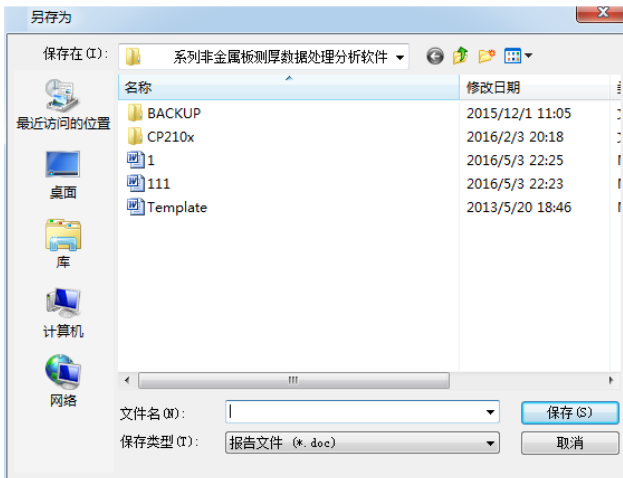 另存为
保存在(I):
系列非金属板测厚数据处理分析软件
名称
修改日期
BACKUP
2015/12/1 11:05
CP210x
2016/2/3 20:18
1
2016/5/3 22:25
111
2016/5/3 22:23
Template
2013/5/20 18:46
最近访问的位置
桌面
库
计算机
网络
文件名(N):
保存(S)
保存类型(T):
报告文件 (*.doc)
取消